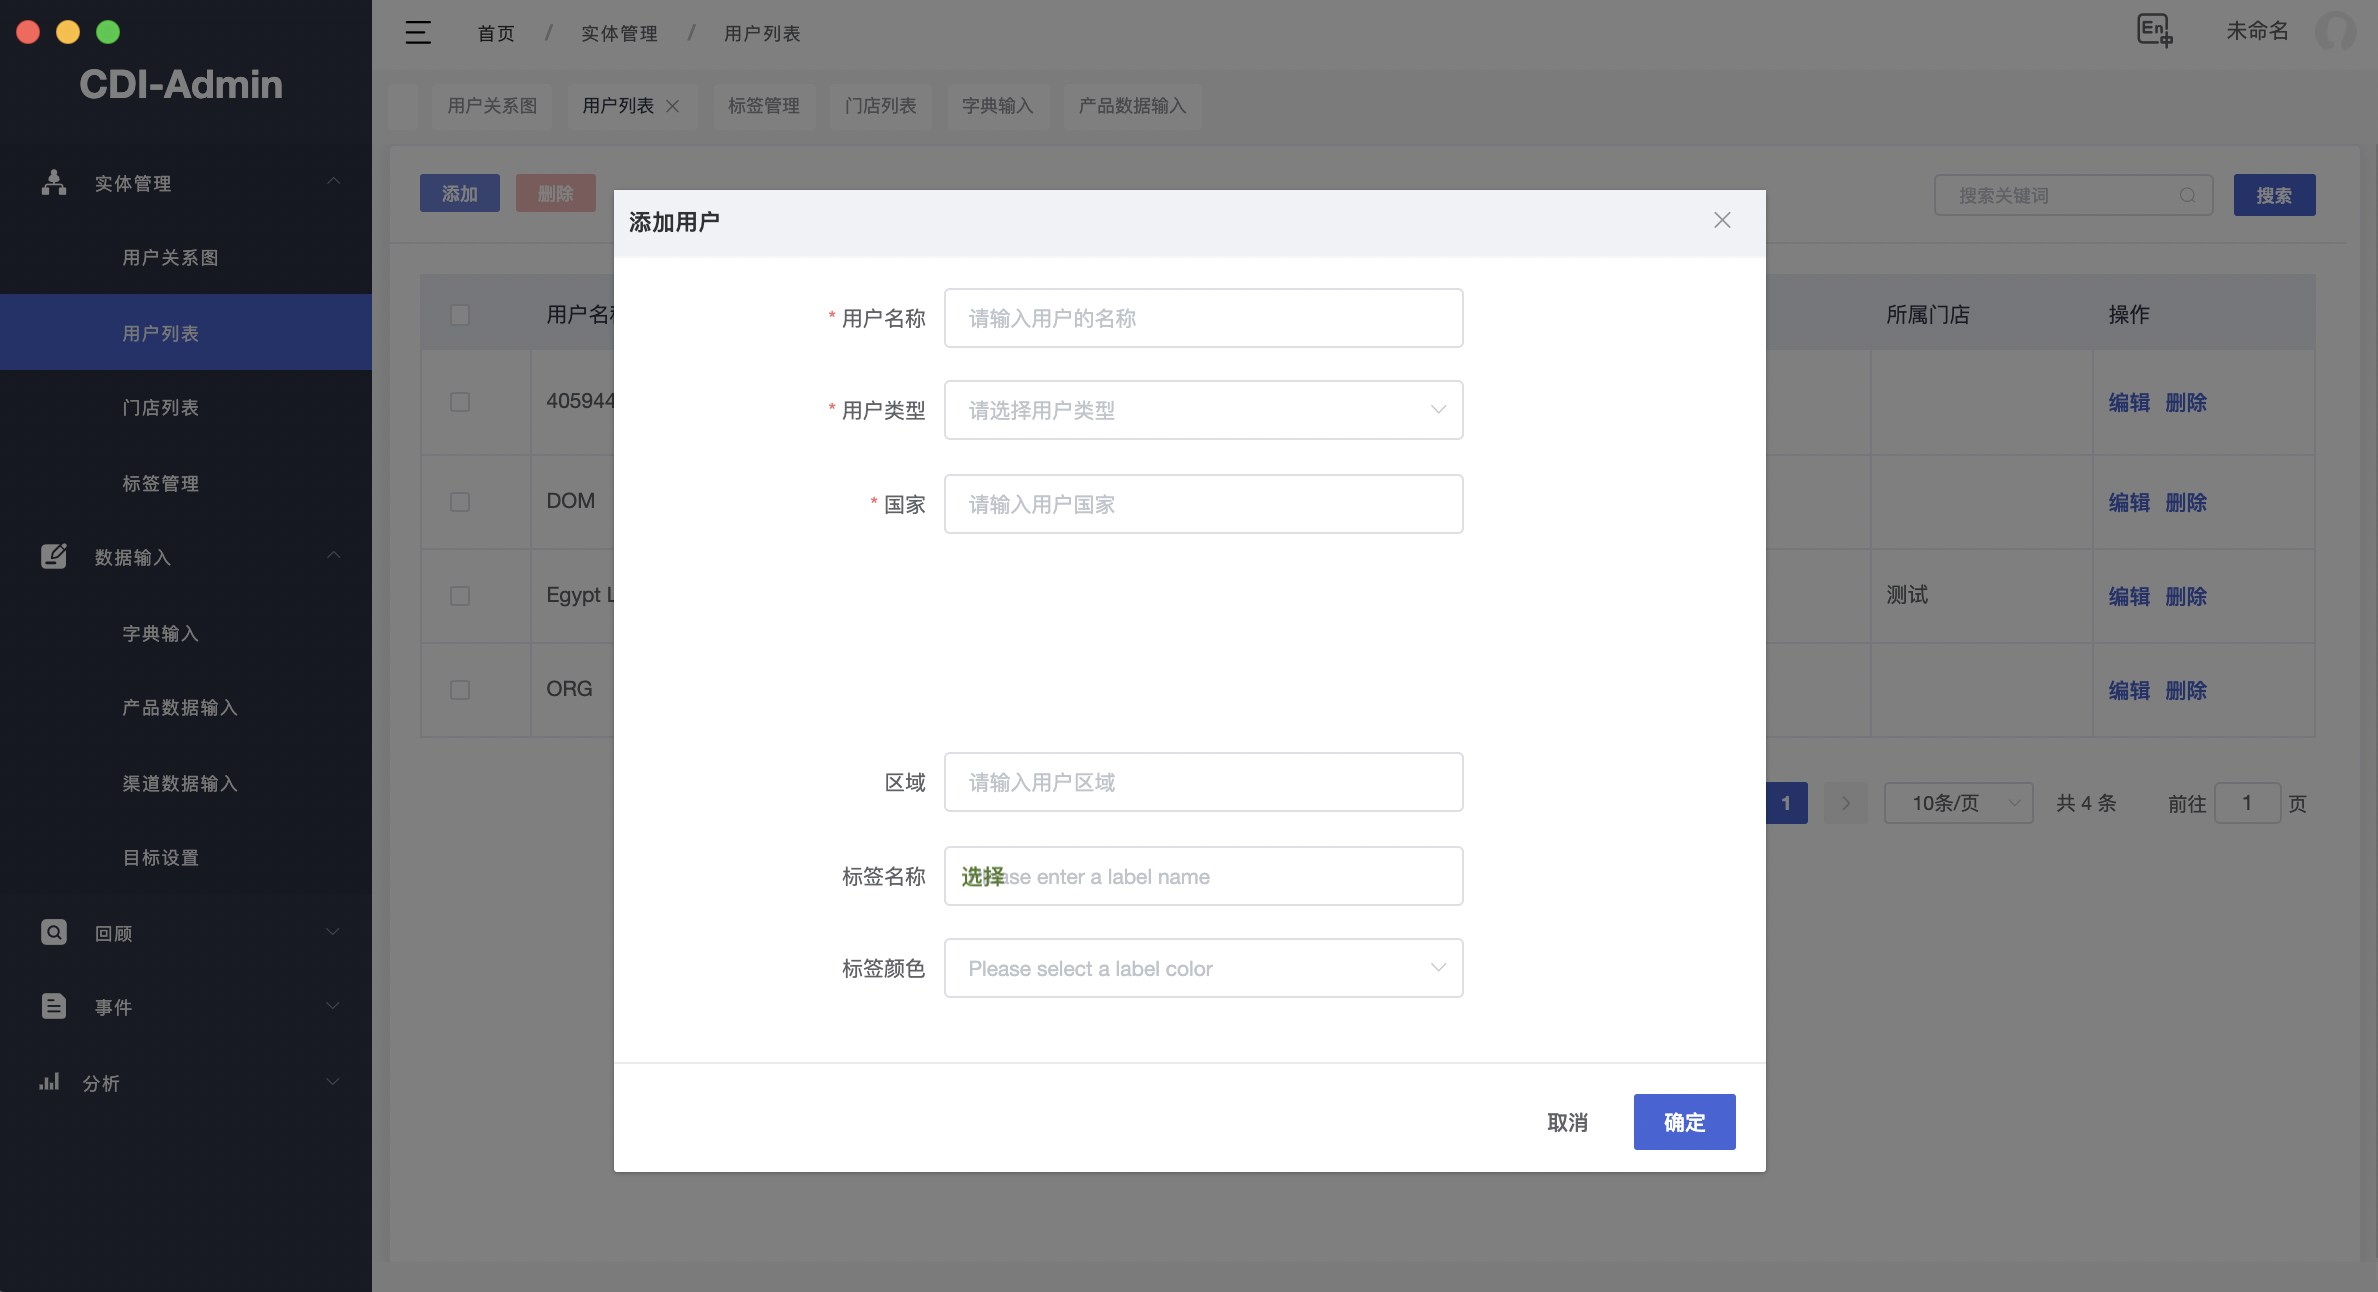 CDI-Admin
实体管理
用户关系图
用户列表
门店列表
标签管理
数据输入
字典输入
产品数据输入
渠道数据输入
目标设置
回顾
事件
分析
首页 / 实体管理 / 用户列表
En
未命名
用户关系图 用户列表 标签管理 门店列表 字典输入 产品数据输入
添加 删除
搜索关键词 搜索
用户名
所属门店 操作
405944
编辑 删除
DOM
编辑 删除
Egypt
测试 编辑 删除
ORG
编辑 删除
1 10条/页 共 4 条 前往 1 页
添加用户
* 用户名称 请输入用户的名称
* 用户类型 请选择用户类型
* 国家 请输入用户国家
区域 请输入用户区域
标签名称 选择ase enter a label name
标签颜色 Please select a label color
取消 确定